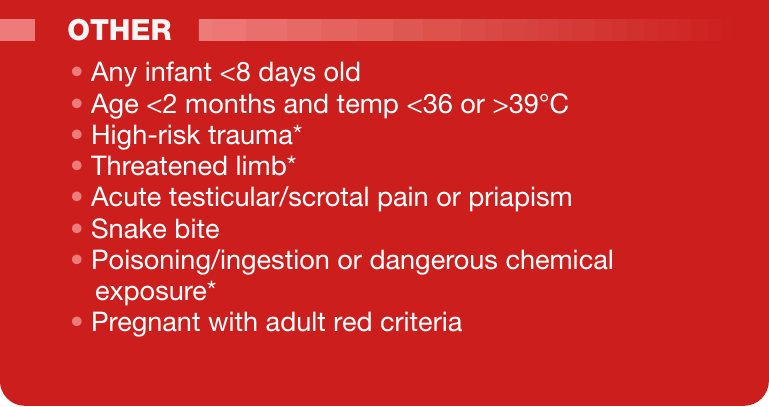 OTHER
• Any infant <8 days old
• Age <2 months and temp <36 or >39°C
• High-risk trauma*
• Threatened limb*
• Acute testicular/scrotal pain or priapism
• Snake bite
• Poisoning/ingestion or dangerous chemical
exposure*
• Pregnant with adult red criteria